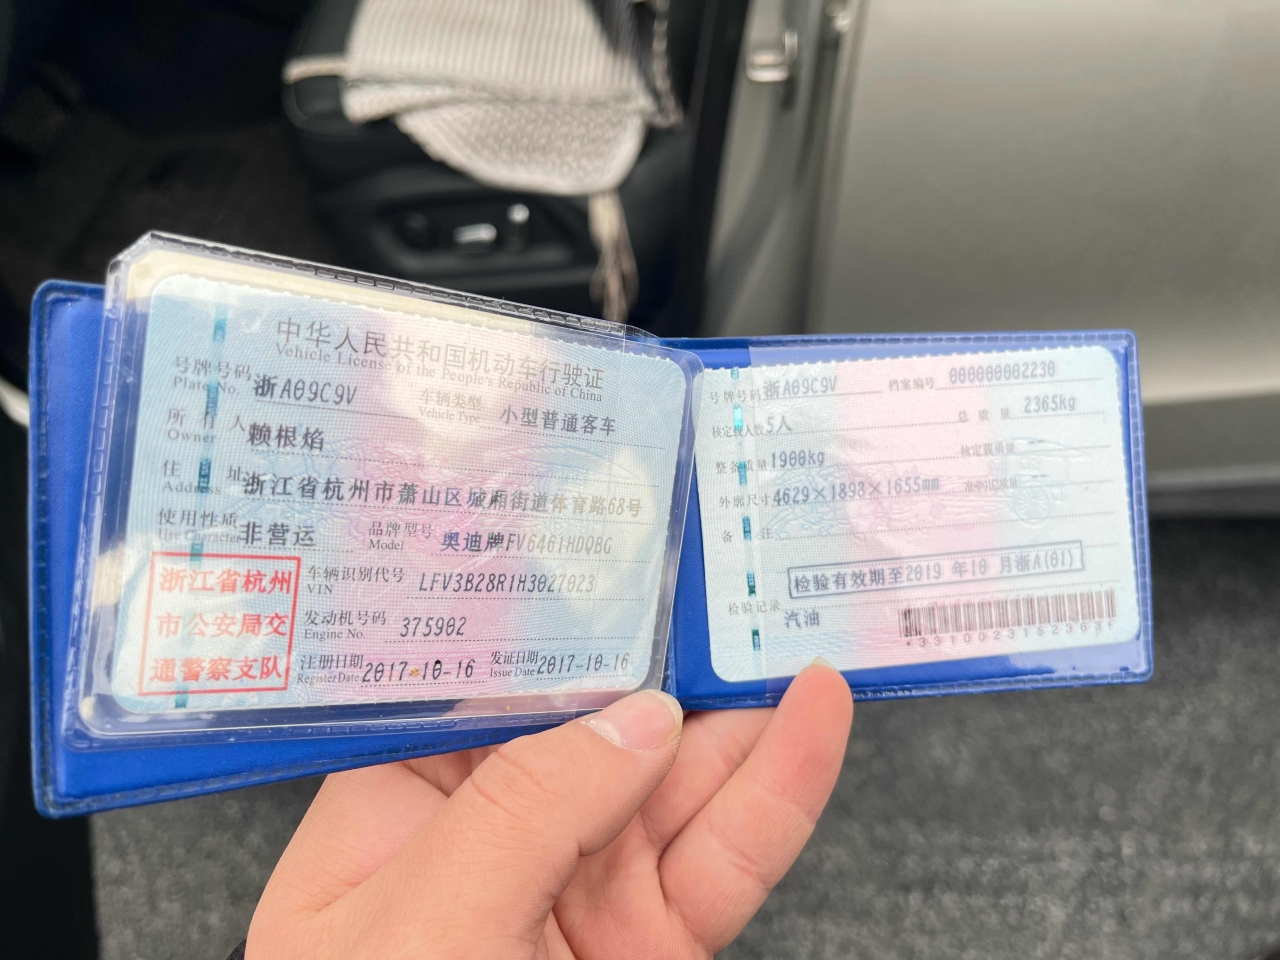 中华人民共和国机动车行驶证
Vehicle License of the People's Republic of China
号牌号码 浙A09C9V 车辆类型 小型普通客车
Plate No. Vehicle Type
所有人 赖根焰
Owner
住址 浙江省杭州市萧山区城厢街道体育路68号
Address
使用性质 非营运 品牌型号 奥迪牌FV6461HDQBG
Use Character Model
浙江省杭州
市公安局交
通警察支队
车辆识别代号 LFV3B28R1H3027023
VIN
发动机号码 375902
Engine No.
注册日期 2017-10-16 发证日期 2017-10-16
Register Date Issue Date
号牌号码 浙A09C9V 档案编号 000000002230
核定载人数 5人 总质量 2365kg
整备质量 1900kg 核定载质量
外廓尺寸 4629×1898×1655mm 准牵引总质量
备注
检验有效期至2019年10月浙A(01)
检验记录
汽油
*3310023152363*